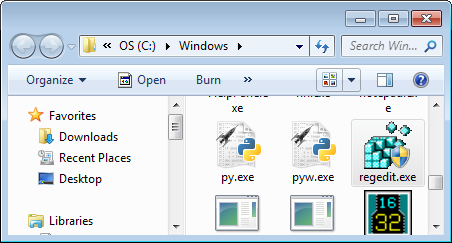 « OS (C:) ▸ Windows ▸
Search Win...
Organize ▾ Open Burn »
Favorites
Downloads
Recent Places
Desktop
Libraries
xe
e
py.exe pyw.exe regedit.exe
16
32